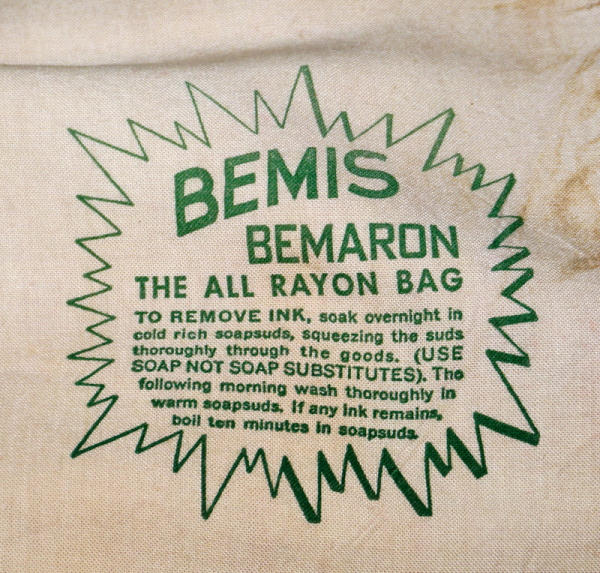 BEMIS
BEMARON
THE ALL RAYON BAG
TO REMOVE INK, soak overnight in
cold rich soapsuds, squeezing the suds
thoroughly through the goods. (USE
SOAP NOT SOAP SUBSTITUTES). The
following morning wash thoroughly in
warm soapsuds. If any ink remains,
boil ten minutes in soapsuds.